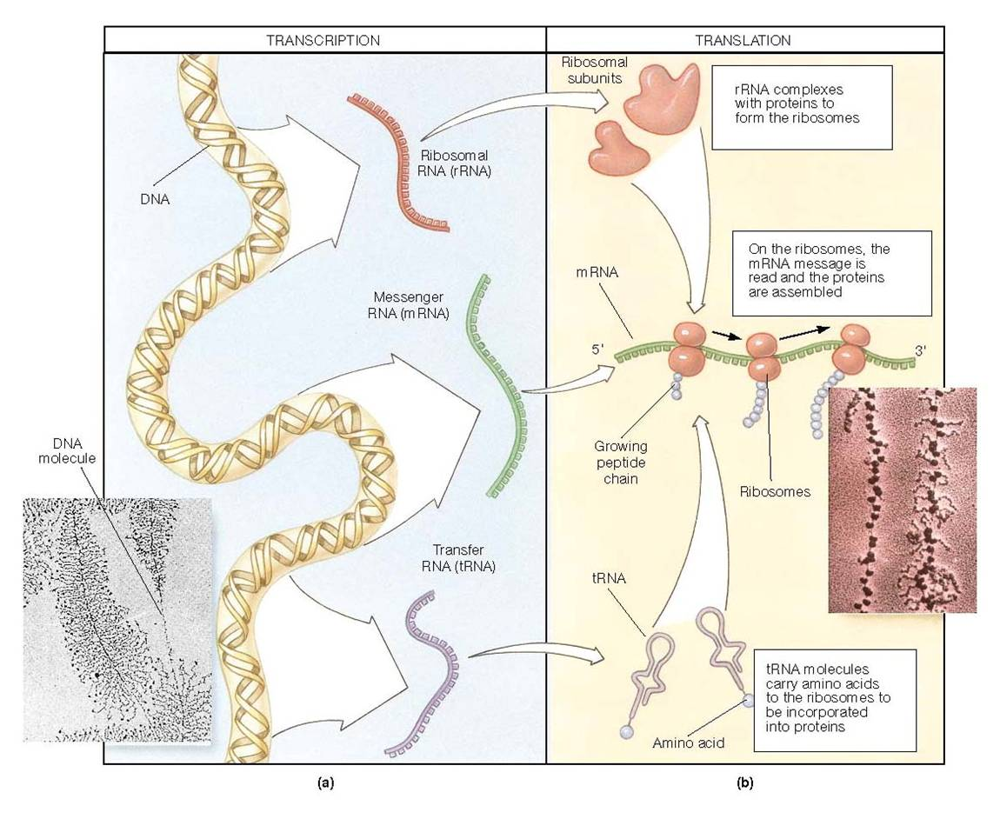 TRANSCRIPTION
TRANSLATION
DNA
Ribosomal
RNA (rRNA)
Messenger
RNA (mRNA)
DNA
molecule
Transfer
RNA (tRNA)
(a)
Ribosomal
subunits
rRNA complexes
with proteins to
form the ribosomes
On the ribosomes, the
mRNA message is
read and the proteins
are assembled
mRNA
5'
3'
Growing
peptide
chain
Ribosomes
tRNA
tRNA molecules
carry amino acids
to the ribosomes to
be incorporated
into proteins
Amino acid
(b)